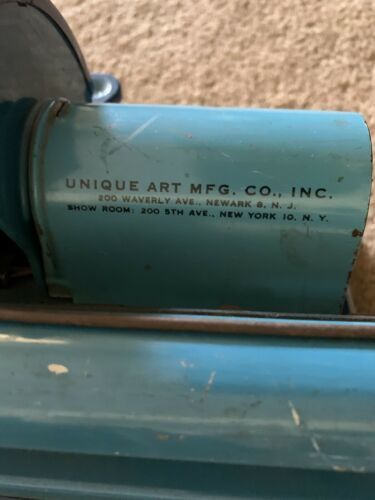 UNIQUE ART MFG. CO., INC.
200 WAVERLY AVE., NEWARK 8, N. J.
SHOW ROOM: 200 5TH AVE., NEW YORK 10, N. Y.